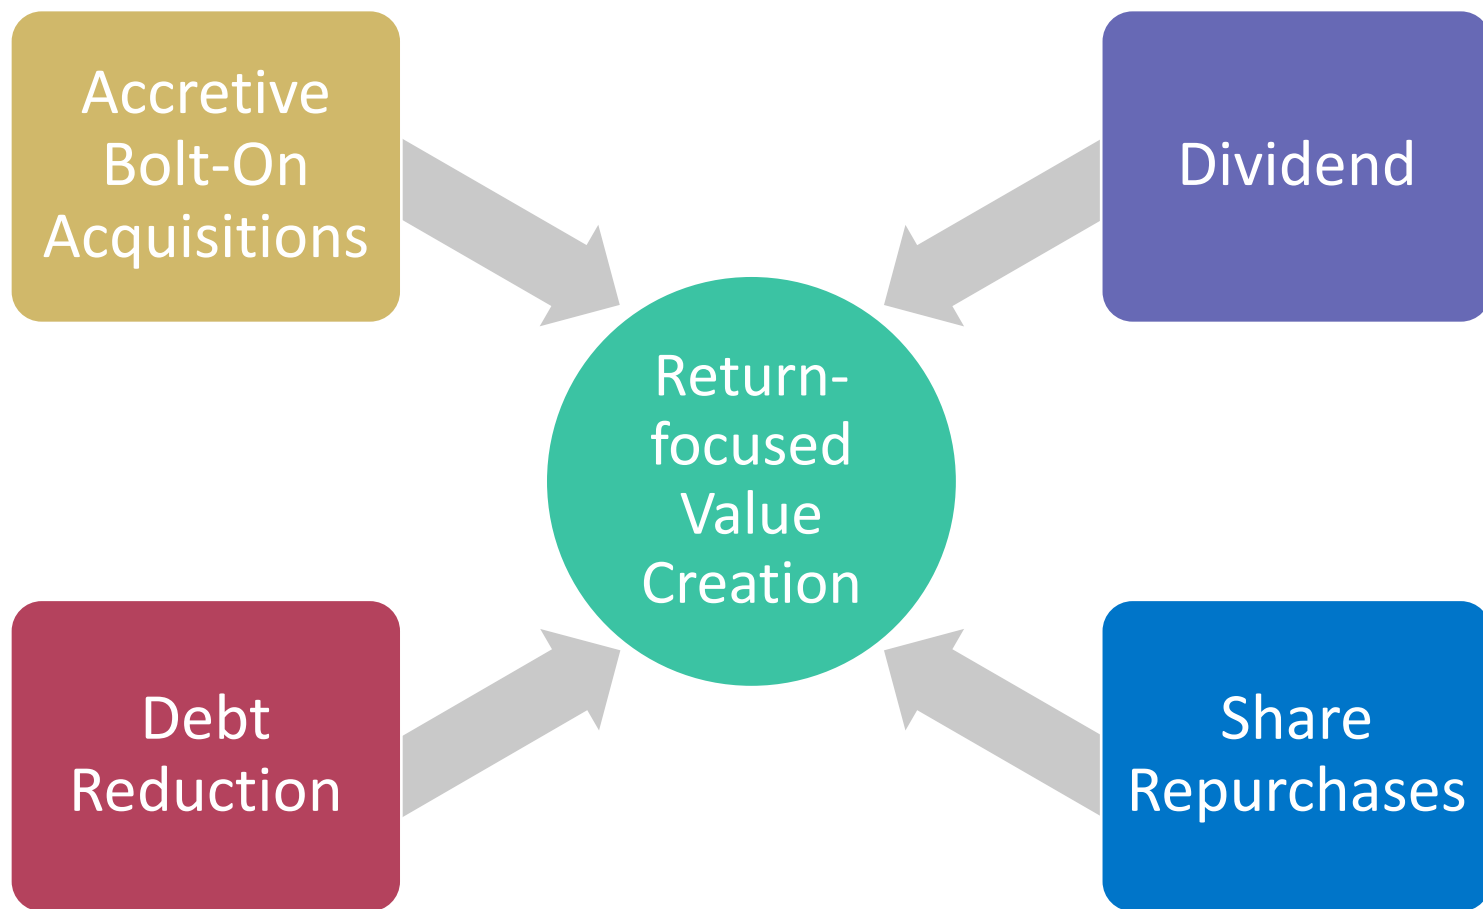 Accretive
Bolt-On
Acquisitions
Dividend
Return-
focused
Value
Creation
Debt
Reduction
Share
Repurchases